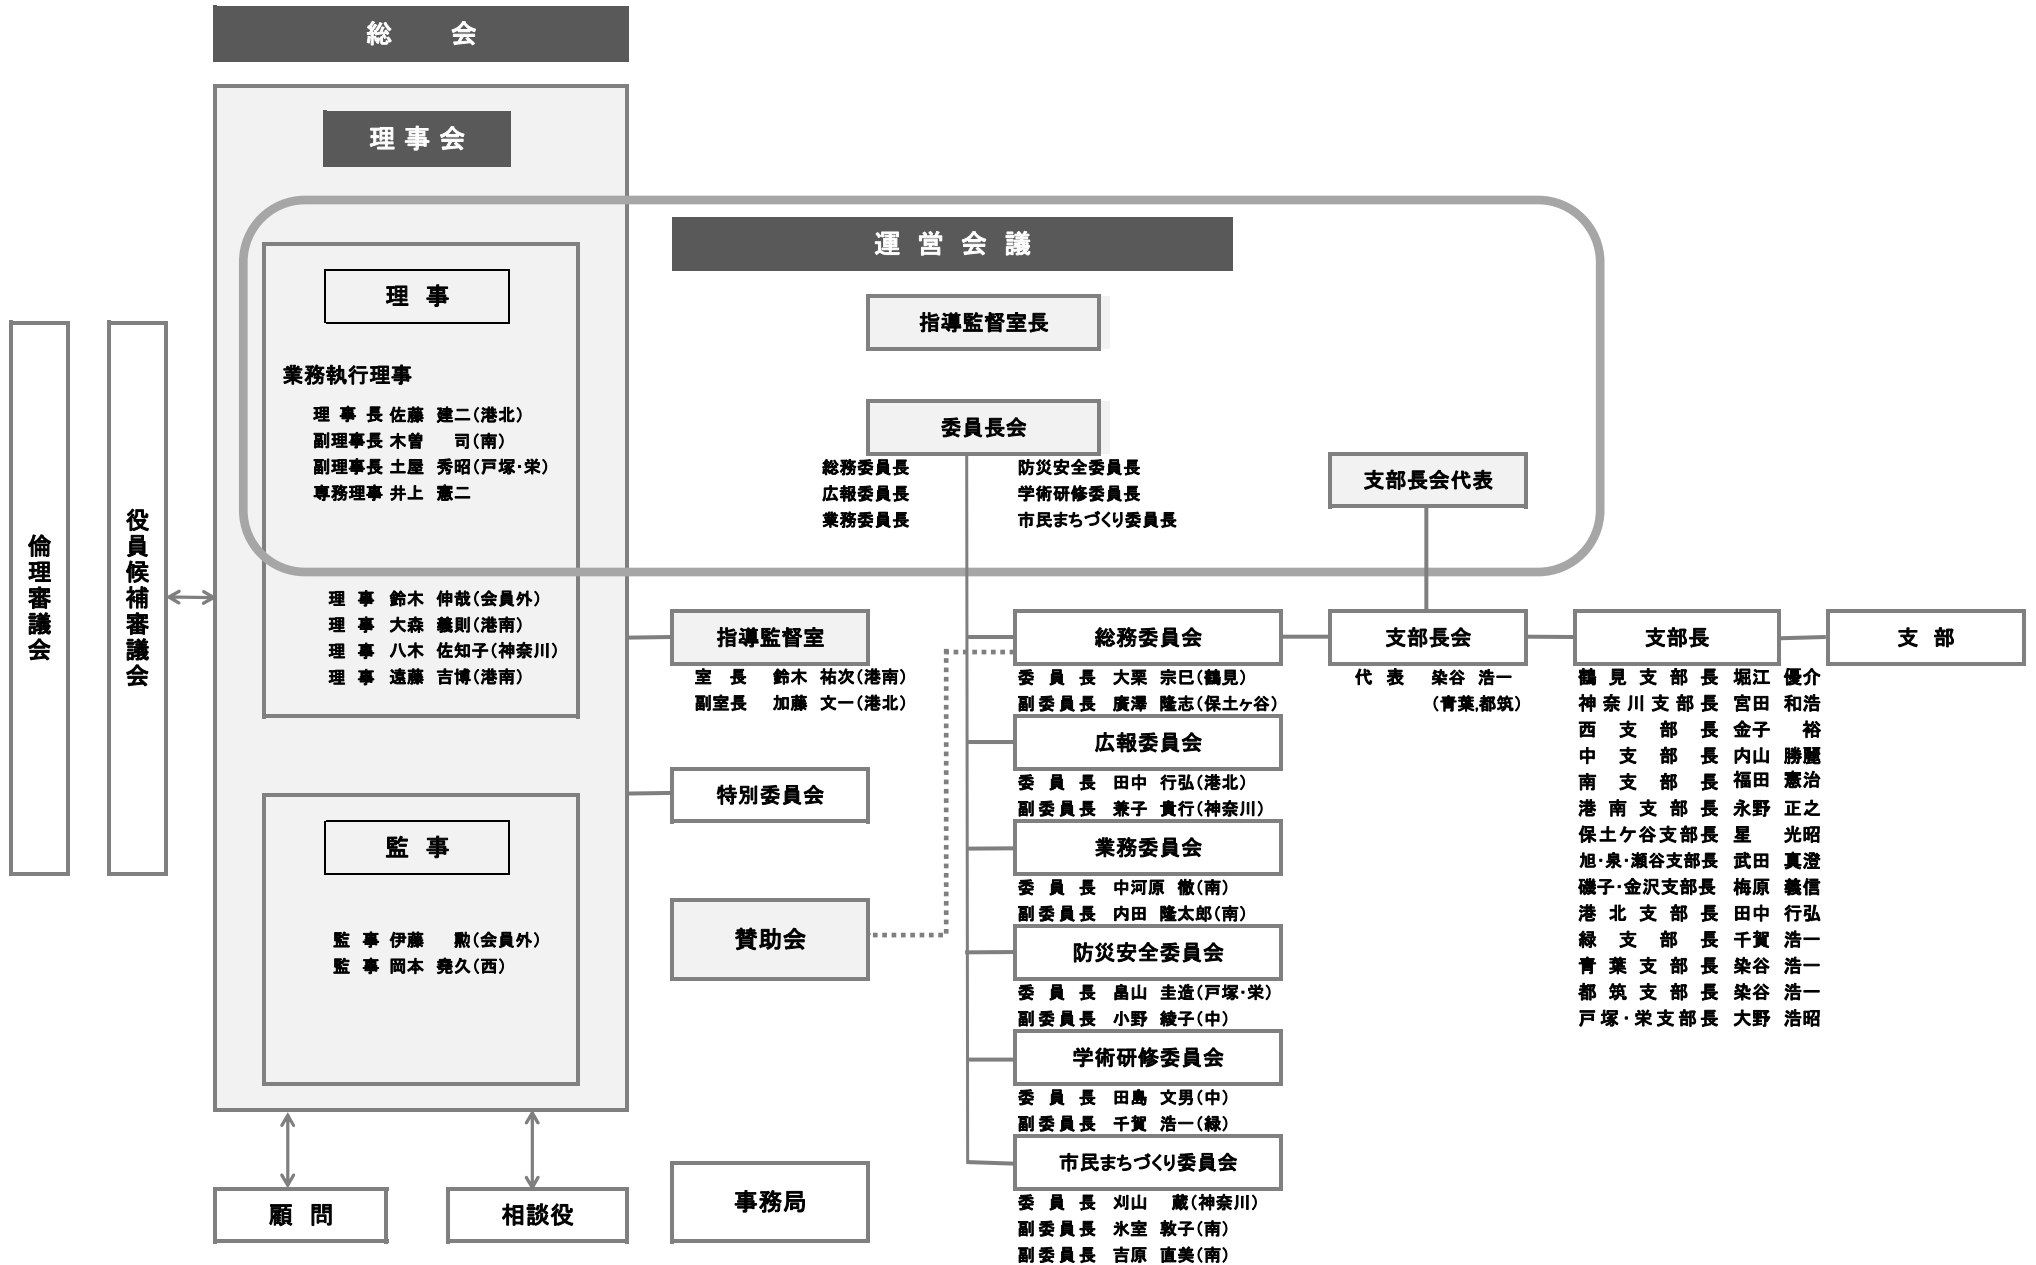 総会
理事会
運営会議
理事
業務執行理事
理事長 佐藤 建二(港北)
副理事長 木曽 司(南)
副理事長 土屋 秀昭(戸塚・栄)
専務理事 井上 憲二
理事 鈴木 伸哉(会員外)
理事 大森 義則(港南)
理事 八木 佐知子(神奈川)
理事 遠藤 吉博(港南)
監事
監事 伊藤 勲(会員外)
監事 岡本 堯久(西)
倫理審議会
役員候補審議会
顧問
相談役
指導監督室長
委員長会
総務委員長
広報委員長
業務委員長
防災安全委員長
学術研修委員長
市民まちづくり委員長
支部長会代表
指導監督室
室長 鈴木 祐次(港南)
副室長 加藤 文一(港北)
特別委員会
賛助会
事務局
総務委員会
委員長 大栗 宗巳(鶴見)
副委員長 廣澤 隆志(保土ヶ谷)
広報委員会
委員長 田中 行弘(港北)
副委員長 兼子 貴行(神奈川)
業務委員会
委員長 中河原 徹(南)
副委員長 内田 隆太郎(南)
防災安全委員会
委員長 畠山 圭造(戸塚・栄)
副委員長 小野 綾子(中)
学術研修委員会
委員長 田島 文男(中)
副委員長 千賀 浩一(緑)
市民まちづくり委員会
委員長 刈山 蔵(神奈川)
副委員長 氷室 敦子(南)
副委員長 吉原 直美(南)
支部長会
代表 染谷 浩一
(青葉,都筑)
支部長
鶴見支部長 堀江 優介
神奈川支部長 宮田 和浩
西支部長 金子 裕
中支部長 内山 勝麗
南支部長 福田 憲治
港南支部長 永野 正之
保土ケ谷支部長 星 光昭
旭・泉・瀬谷支部長 武田 真澄
磯子・金沢支部長 梅原 義信
港北支部長 田中 行弘
緑支部長 千賀 浩一
青葉支部長 染谷 浩一
都筑支部長 染谷 浩一
戸塚・栄支部長 大野 浩昭
支部